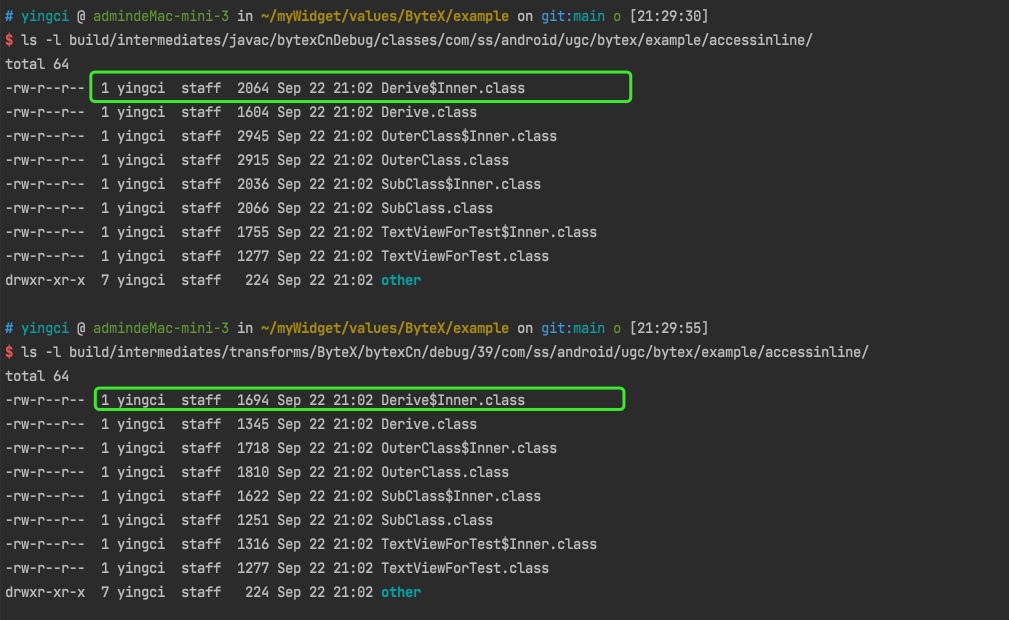 # yingci @ admindeMac-mini-3 in ~/myWidget/values/ByteX/example on git:main o [21:29:30]
$ ls -l build/intermediates/javac/bytexCnDebug/classes/com/ss/android/ugc/bytex/example/accessinline/
total 64
-rw-r--r-- 1 yingci staff 2064 Sep 22 21:02 Derive$Inner.class
-rw-r--r-- 1 yingci staff 1604 Sep 22 21:02 Derive.class
-rw-r--r-- 1 yingci staff 2945 Sep 22 21:02 OuterClass$Inner.class
-rw-r--r-- 1 yingci staff 2915 Sep 22 21:02 OuterClass.class
-rw-r--r-- 1 yingci staff 2036 Sep 22 21:02 SubClass$Inner.class
-rw-r--r-- 1 yingci staff 2066 Sep 22 21:02 SubClass.class
-rw-r--r-- 1 yingci staff 1755 Sep 22 21:02 TextViewForTest$Inner.class
-rw-r--r-- 1 yingci staff 1277 Sep 22 21:02 TextViewForTest.class
drwxr-xr-x 7 yingci staff 224 Sep 22 21:02 other
# yingci @ admindeMac-mini-3 in ~/myWidget/values/ByteX/example on git:main o [21:29:55]
$ ls -l build/intermediates/transforms/ByteX/bytexCn/debug/39/com/ss/android/ugc/bytex/example/accessinline/
total 64
-rw-r--r-- 1 yingci staff 1694 Sep 22 21:02 Derive$Inner.class
-rw-r--r-- 1 yingci staff 1345 Sep 22 21:02 Derive.class
-rw-r--r-- 1 yingci staff 1718 Sep 22 21:02 OuterClass$Inner.class
-rw-r--r-- 1 yingci staff 1810 Sep 22 21:02 OuterClass.class
-rw-r--r-- 1 yingci staff 1622 Sep 22 21:02 SubClass$Inner.class
-rw-r--r-- 1 yingci staff 1251 Sep 22 21:02 SubClass.class
-rw-r--r-- 1 yingci staff 1316 Sep 22 21:02 TextViewForTest$Inner.class
-rw-r--r-- 1 yingci staff 1277 Sep 22 21:02 TextViewForTest.class
drwxr-xr-x 7 yingci staff 224 Sep 22 21:02 other